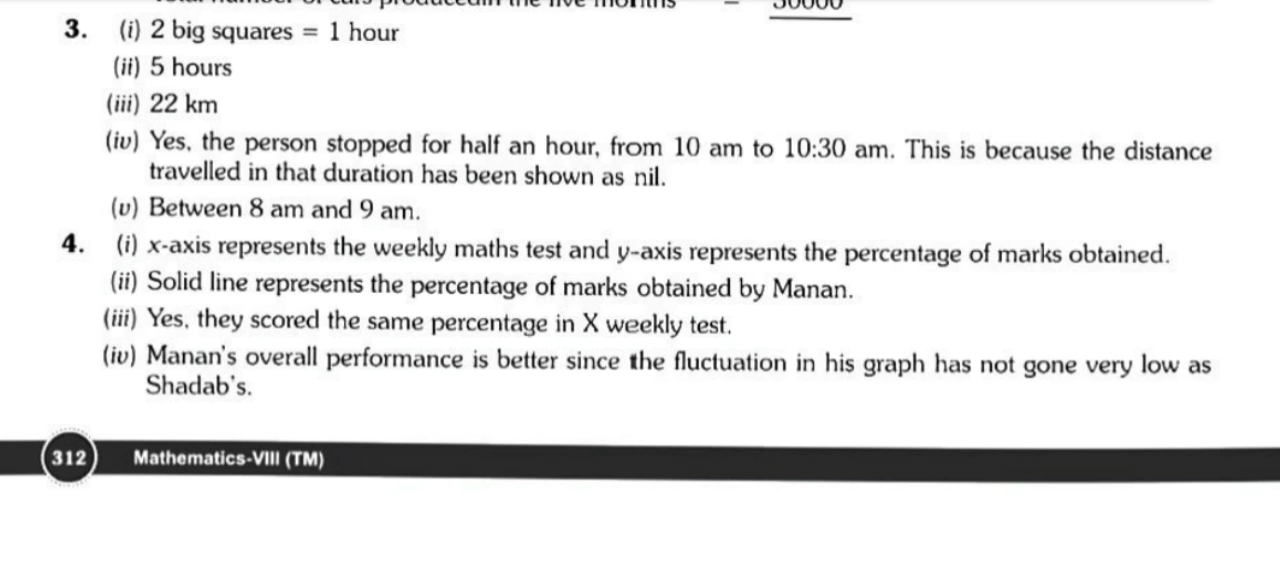 3. (i) 2 big squares = 1 hour
(ii) 5 hours
(iii) 22 km
(iv) Yes, the person stopped for half an hour, from 10 am to 10:30 am. This is because the distance
travelled in that duration has been shown as nil.
(v) Between 8 am and 9 am.
4. (i) x-axis represents the weekly maths test and y-axis represents the percentage of marks obtained.
(ii) Solid line represents the percentage of marks obtained by Manan.
(iii) Yes, they scored the same percentage in X weekly test.
(iv) Manan's overall performance is better since the fluctuation in his graph has not gone very low as
Shadab's.
312 Mathematics-VIII (TM)